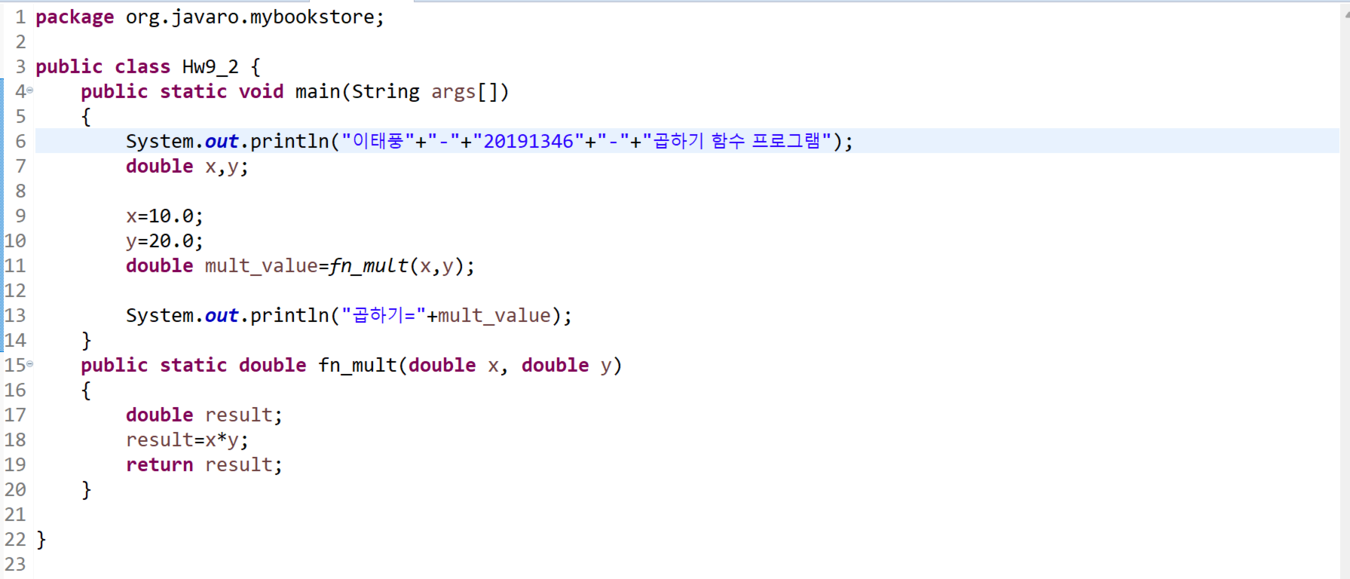 1 package org.javaro.mybookstore;
2
3 public class Hw9_2 {
4     public static void main(String args[])
5     {
6         System.out.println("이태풍"+"-"+"20191346"+"-"+"곱하기 함수 프로그램");
7         double x,y;
8
9         x=10.0;
10         y=20.0;
11         double mult_value=fn_mult(x,y);
12
13         System.out.println("곱하기="+mult_value);
14     }
15     public static double fn_mult(double x, double y)
16     {
17         double result;
18         result=x*y;
19         return result;
20     }
21
22 }
23